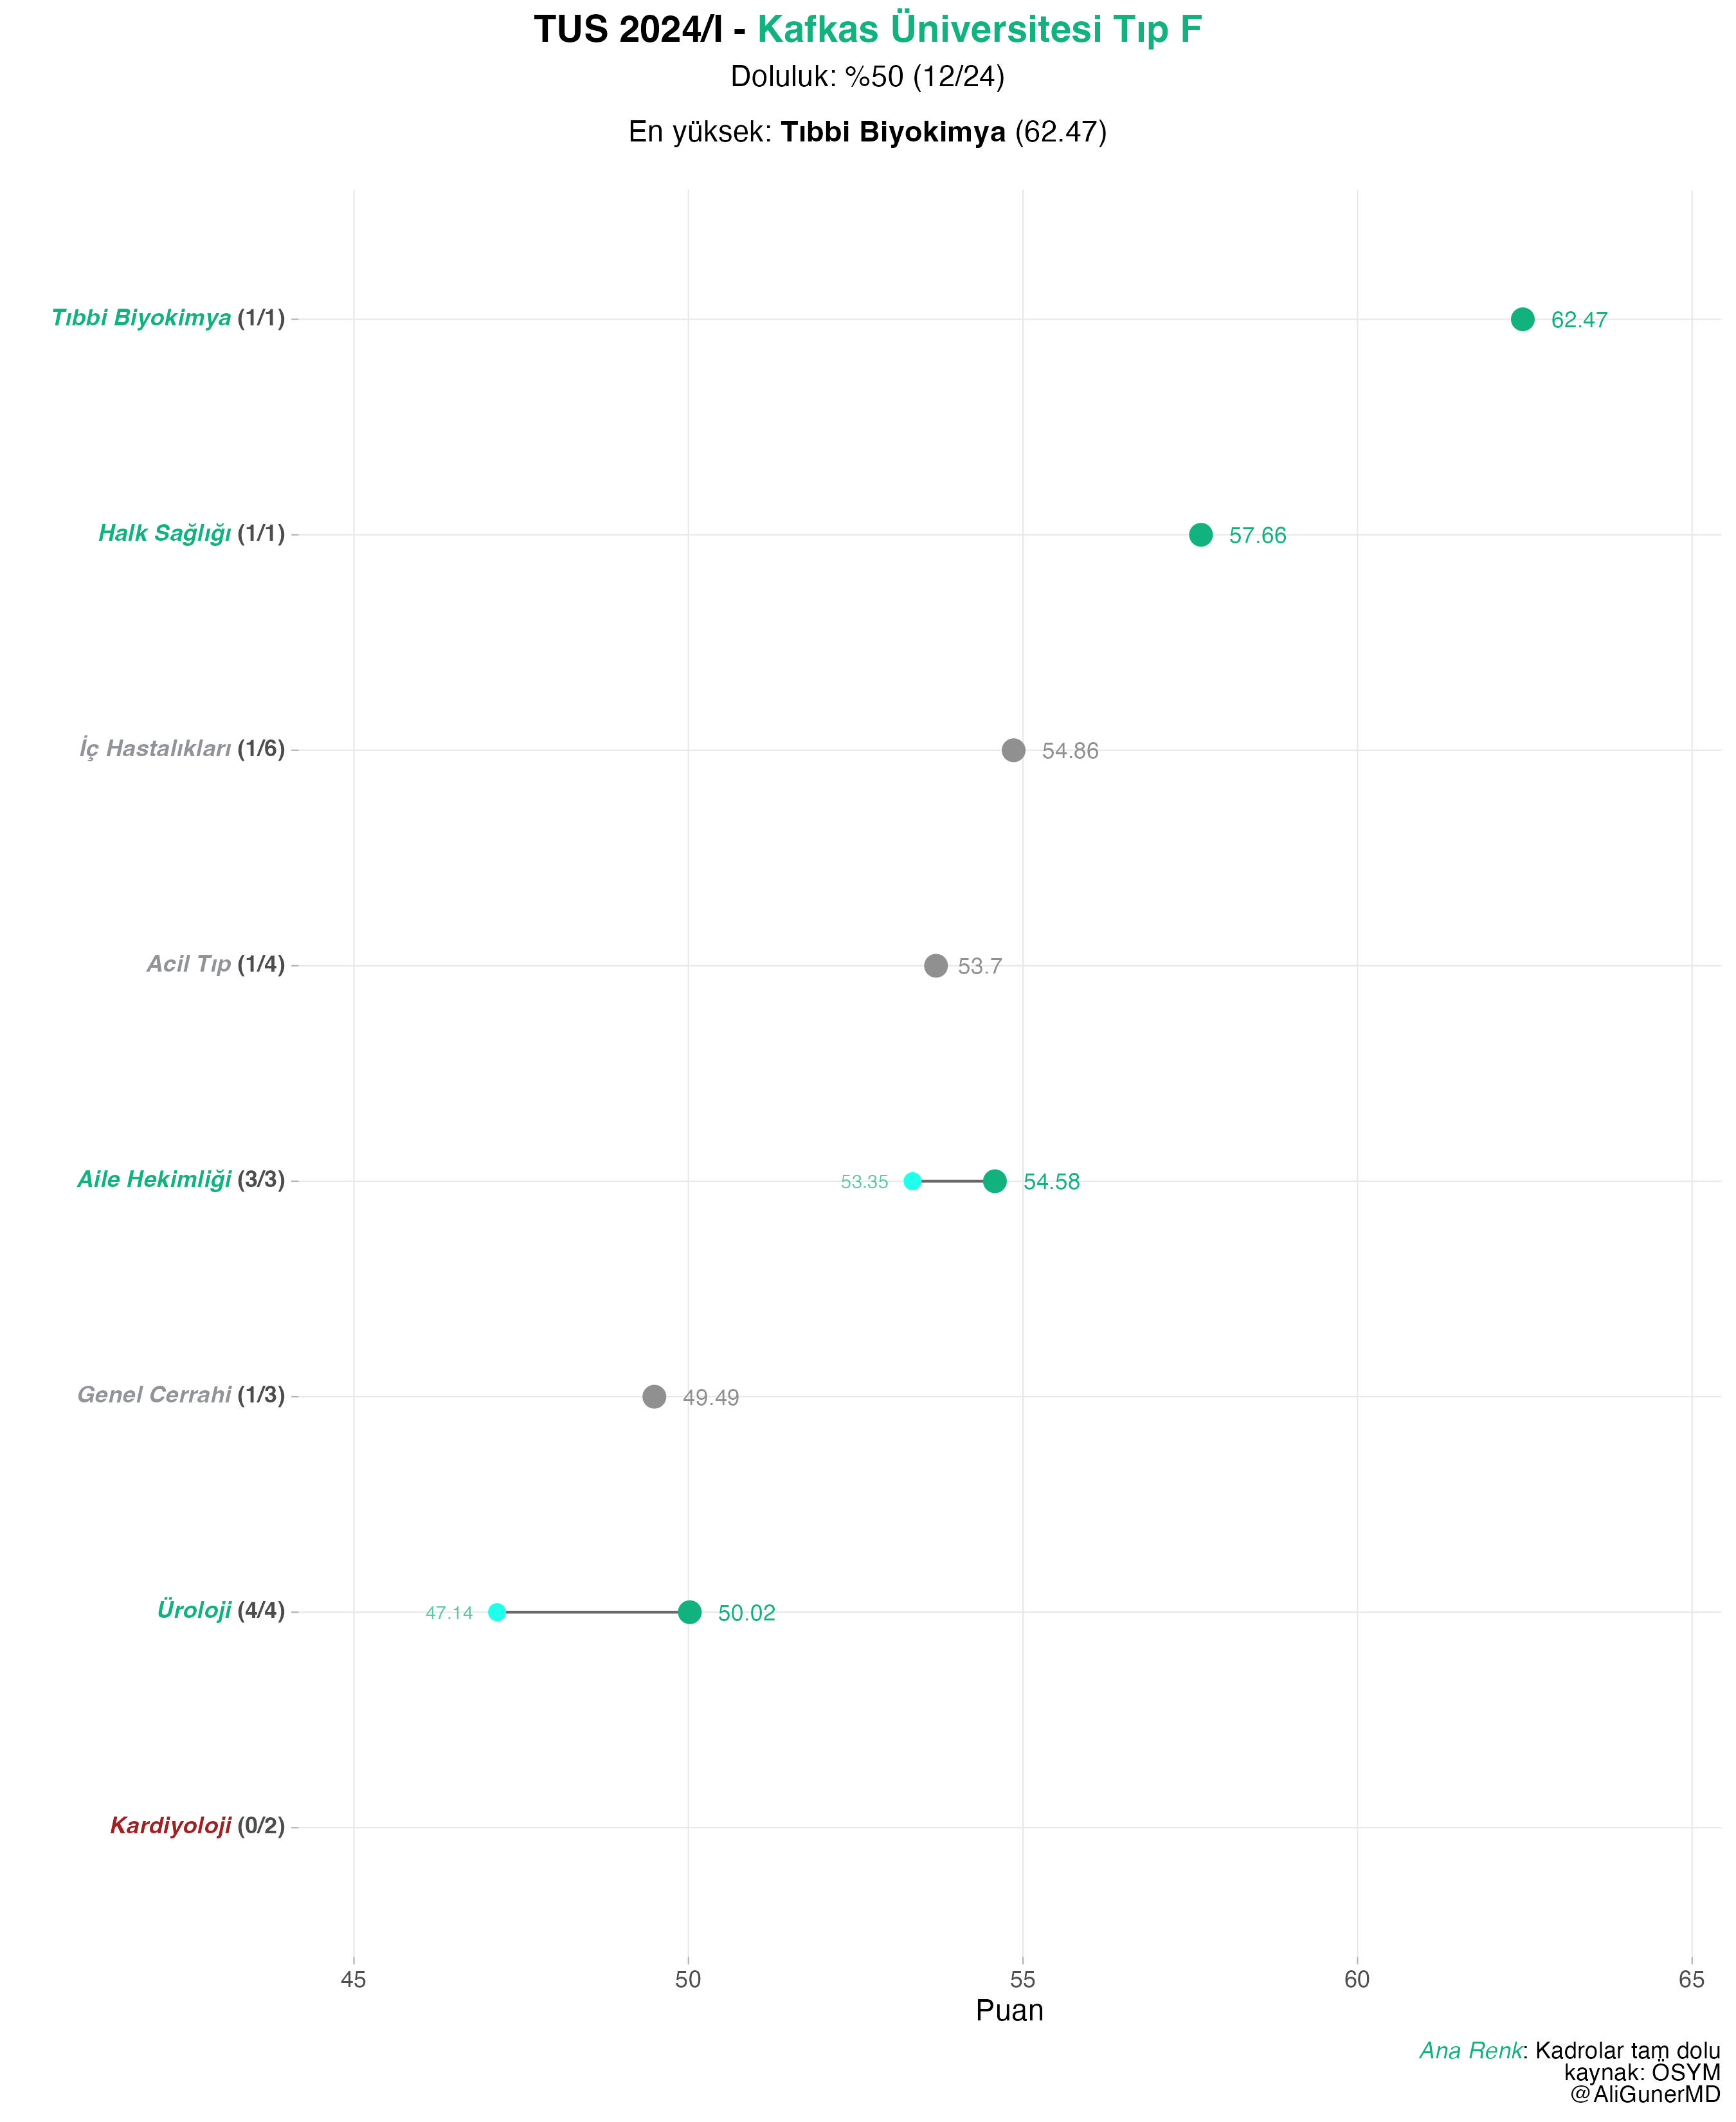 TUS 2024/I - Kafkas Üniversitesi Tıp F
Doluluk: %50 (12/24)
En yüksek: Tıbbi Biyokimya (62.47)
Tıbbi Biyokimya (1/1)
62.47
Halk Sağlığı (1/1)
57.66
İç Hastalıkları (1/6)
54.86
Acil Tıp (1/4)
53.7
Aile Hekimliği (3/3)
53.35
54.58
Genel Cerrahi (1/3)
49.49
Üroloji (4/4)
47.14
50.02
Kardiyoloji (0/2)
45
50
55
60
65
Puan
Ana Renk: Kadrolar tam dolu
kaynak: ÖSYM
@AliGunerMD